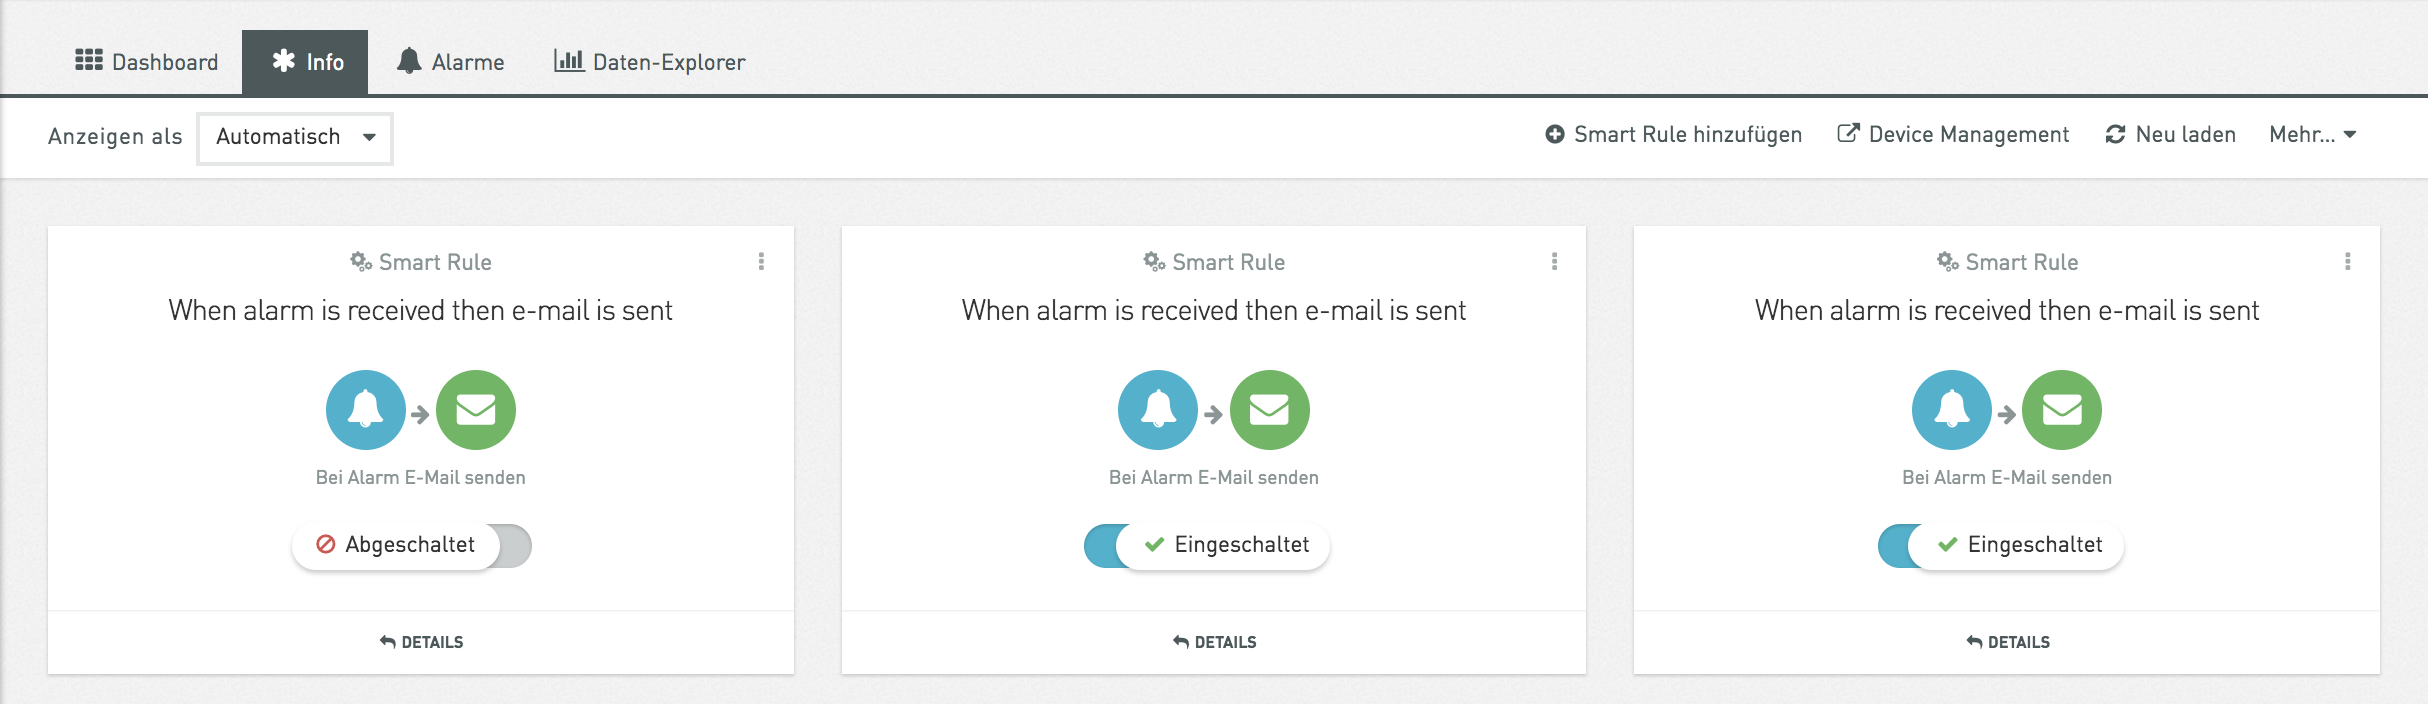 Dashboard
Info
Alarme
Daten-Explorer
Anzeigen als
Automatisch
Smart Rule hinzufügen
Device Management
Neu laden
Mehr...
Smart Rule
When alarm is received then e-mail is sent
Bei Alarm E-Mail senden
Abgeschaltet
DETAILS
Smart Rule
When alarm is received then e-mail is sent
Bei Alarm E-Mail senden
Eingeschaltet
DETAILS
Smart Rule
When alarm is received then e-mail is sent
Bei Alarm E-Mail senden
Eingeschaltet
DETAILS